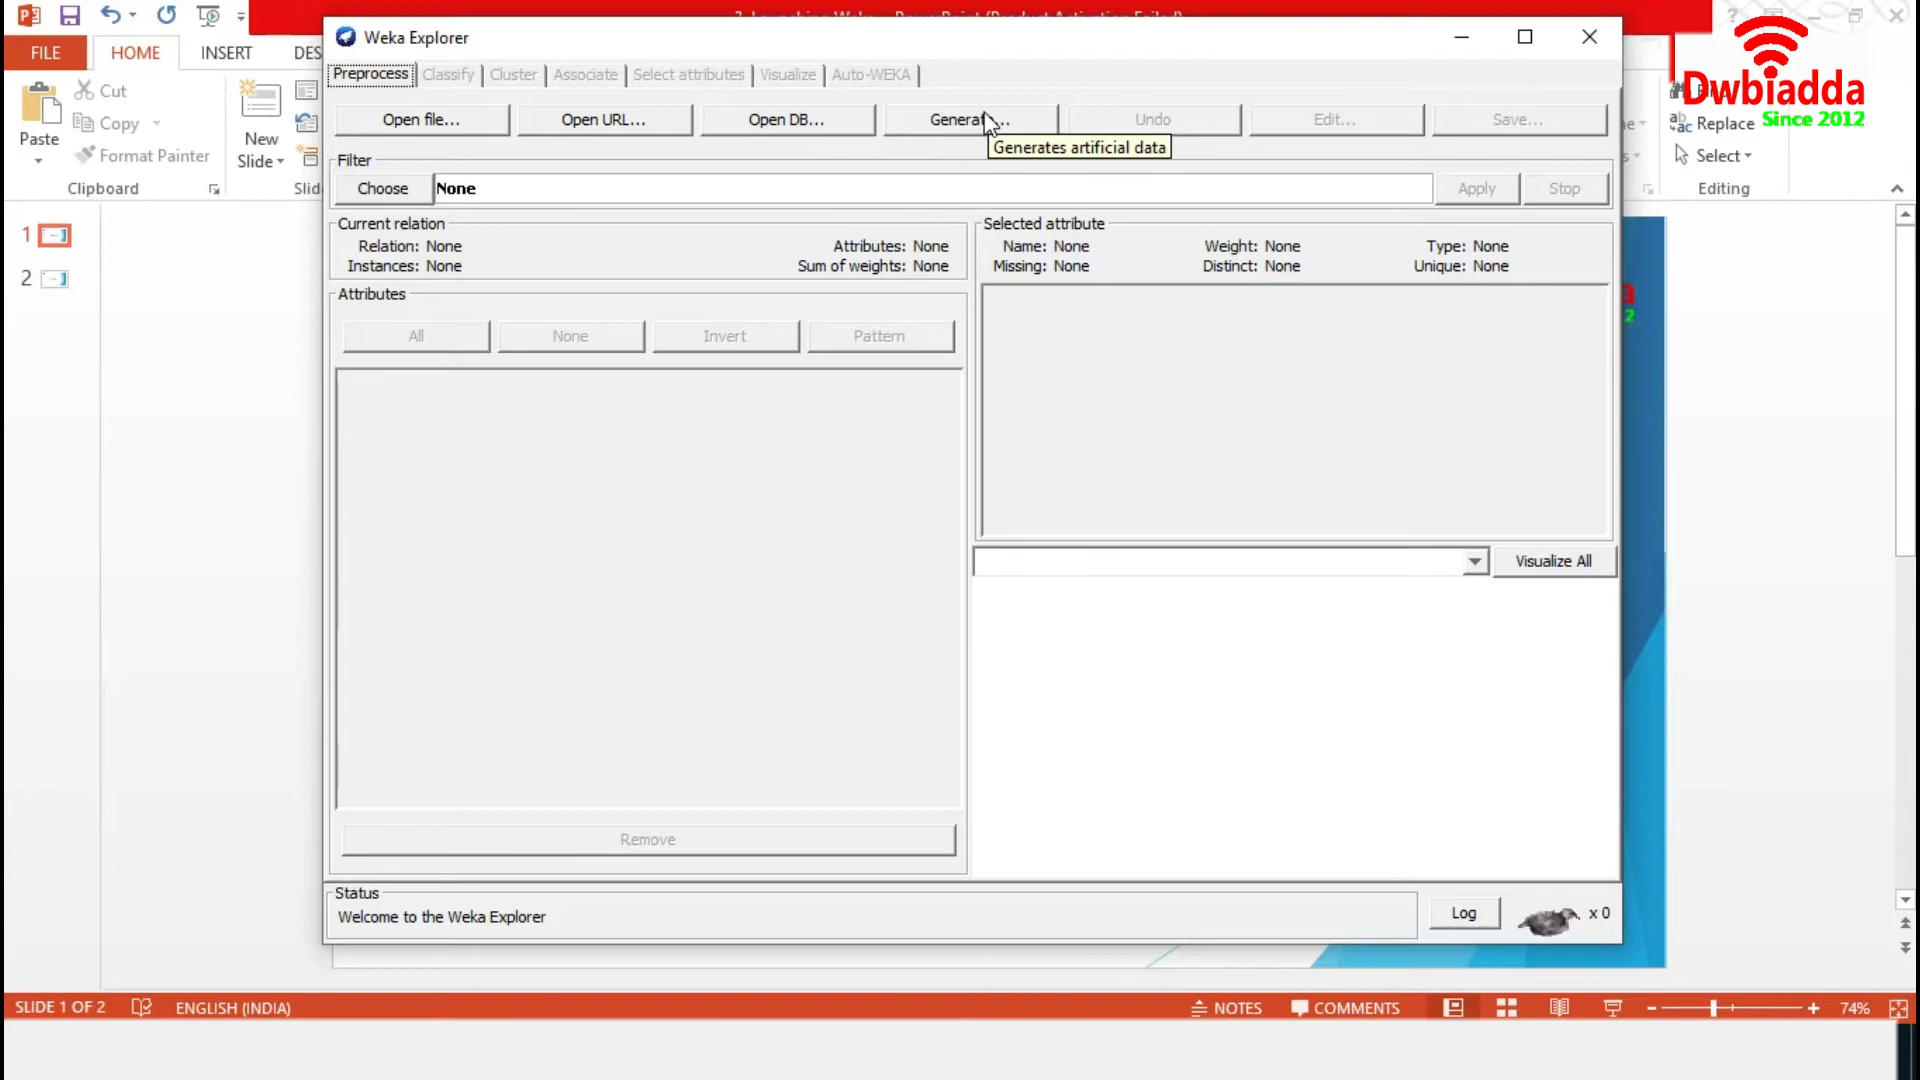 Weka Explorer
FILE
HOME
INSERT
DES
Cut
Copy
Format Painter
Paste
Clipboard
New
Slide
Slid
Preprocess
Classify
Cluster
Associate
Select attributes
Visualize
Auto-WEKA
Open file...
Open URL...
Open DB...
Undo
Edit...
Save...
Generates artificial data
Filter
Choose
None
Apply
Stop
Current relation
Relation: None
Attributes: None
Instances: None
Sum of weights: None
Selected attribute
Name: None
Weight: None
Type: None
Missing: None
Distinct: None
Unique: None
Attributes
All
None
Invert
Pattern
Remove
Visualize All
Status
Welcome to the Weka Explorer
Log
x 0
Dwbiadda
Since 2012
Replace
Select
Editing
1
2
SLIDE 1 OF 2
ENGLISH (INDIA)
NOTES
COMMENTS
74%